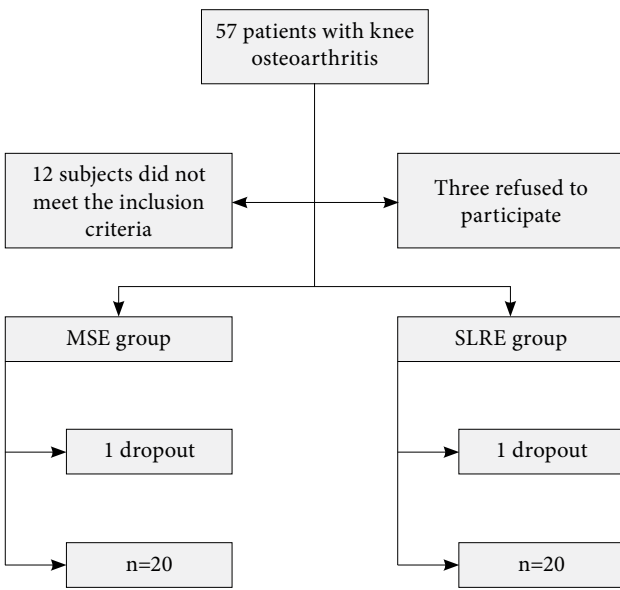 57 patients with knee
osteoarthritis
12 subjects did not
meet the inclusion
criteria
Three refused to
participate
MSE group
SLRE group
1 dropout
1 dropout
n=20
n=20